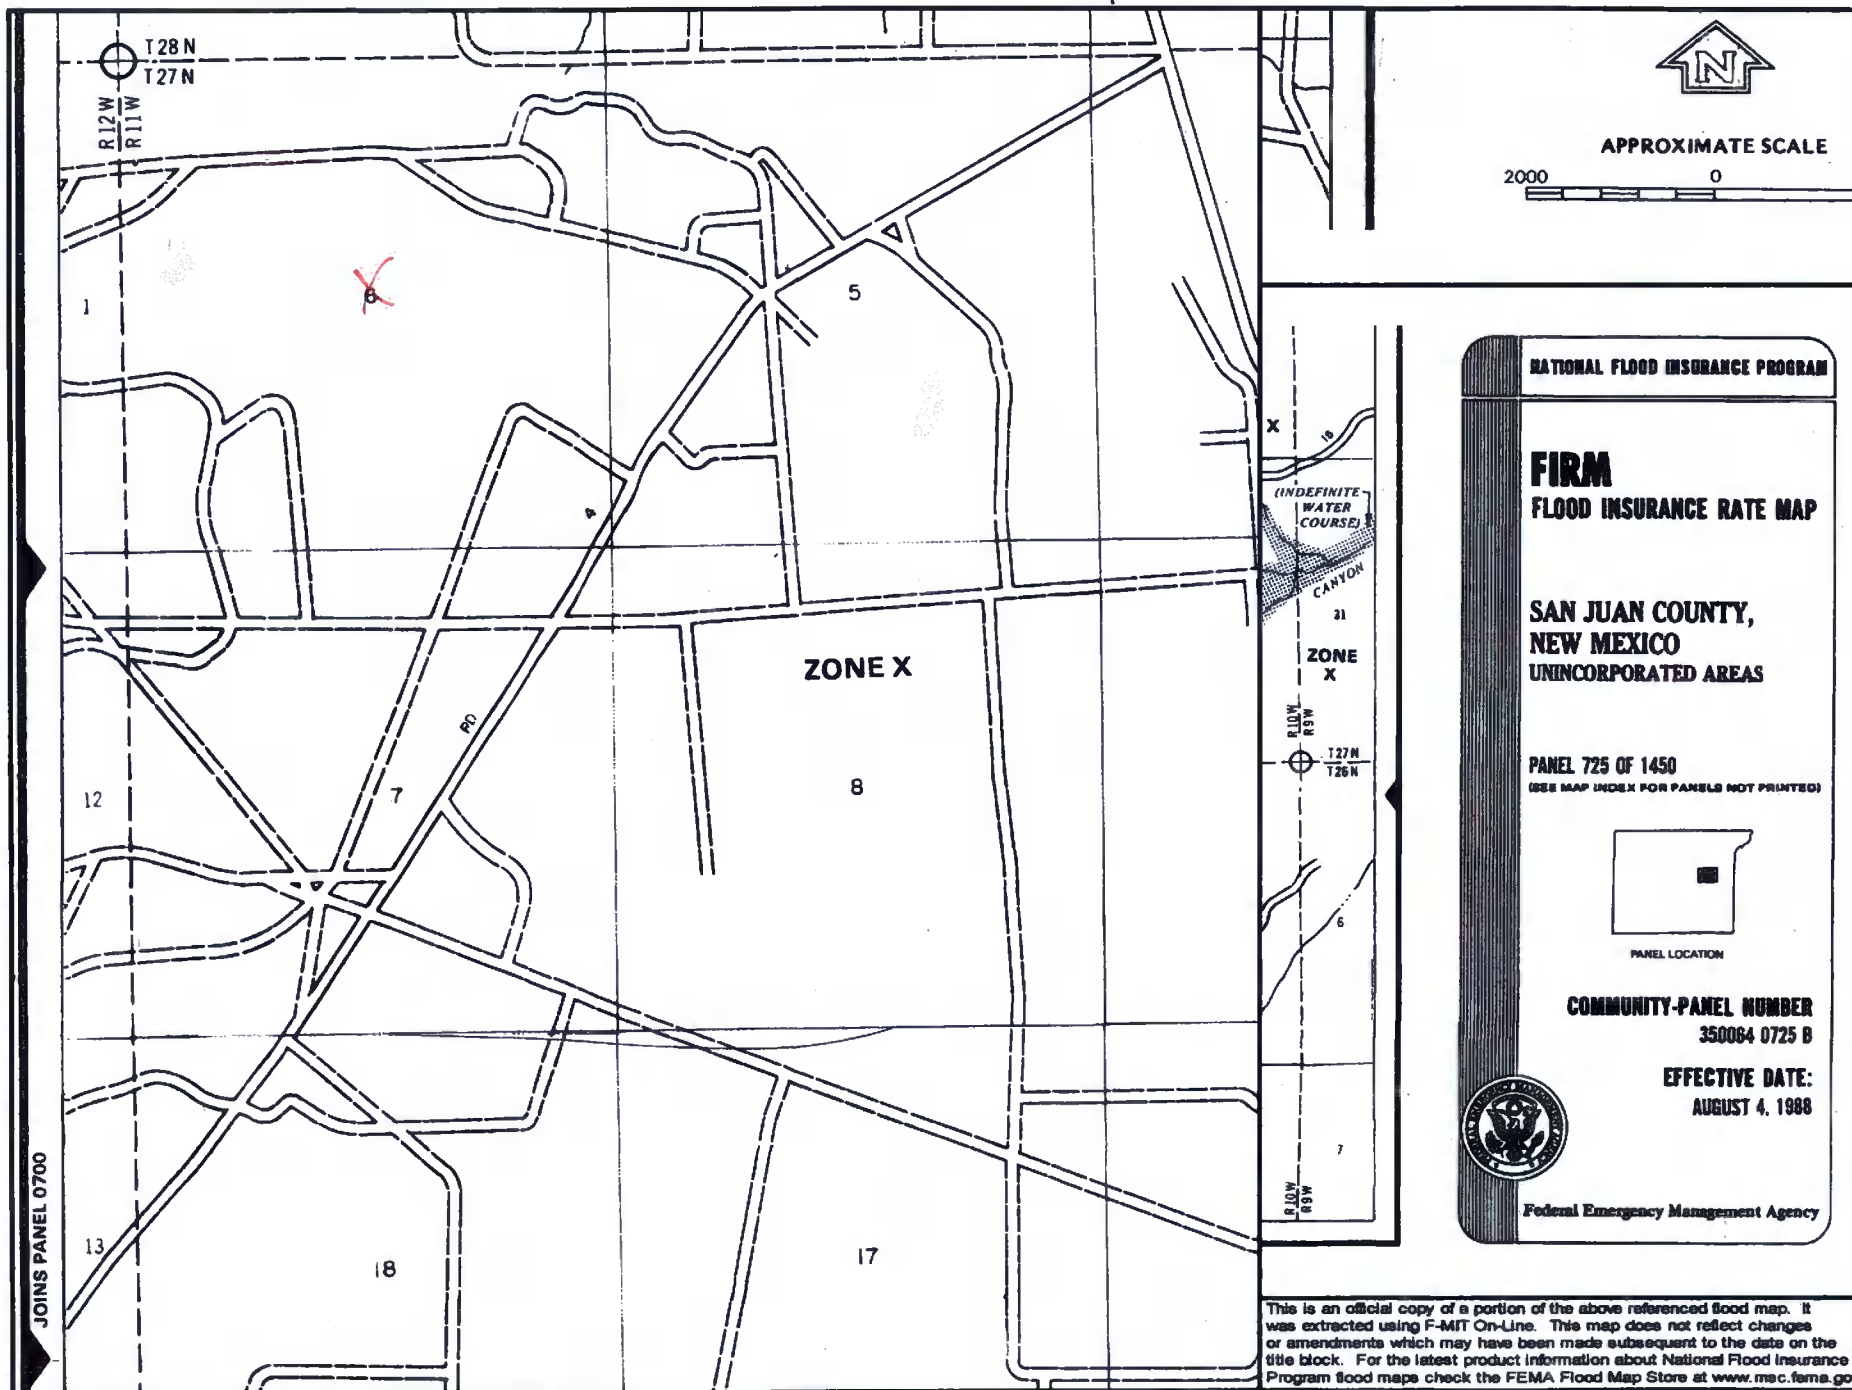 T28N
T27N
R12W
R11W
1
6
5
4
RD
ZONE X
12
7
8
13
18
17
JOINS PANEL 0700
X
16
(INDEFINITE
WATER
COURSE)
CANYON
31
ZONE
X
R10W
R9W
T27N
T26N
6
7
R10W
R9W
N
APPROXIMATE SCALE
2000 0
NATIONAL FLOOD INSURANCE PROGRAM
FIRM
FLOOD INSURANCE RATE MAP
SAN JUAN COUNTY,
NEW MEXICO
UNINCORPORATED AREAS
PANEL 725 OF 1450
(SEE MAP INDEX FOR PANELS NOT PRINTED)
PANEL LOCATION
COMMUNITY-PANEL NUMBER
350064 0725 B
EFFECTIVE DATE:
AUGUST 4, 1988
Federal Emergency Management Agency
This is an official copy of a portion of the above referenced flood map. It
was extracted using F-MIT On-Line. This map does not reflect changes
or amendments which may have been made subsequent to the date on the
title block. For the latest product information about National Flood Insurance
Program flood maps check the FEMA Flood Map Store at www.msc.fema.go